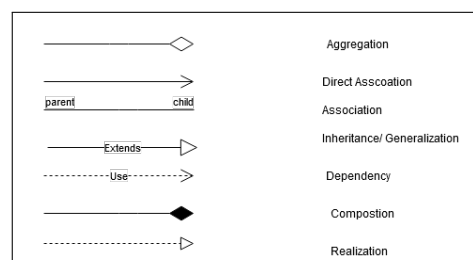 Aggregation
Direct Asscoation
parent child
Association
Inheritance/ Generalization
Extends
Use
Dependency
Compostion
Realization